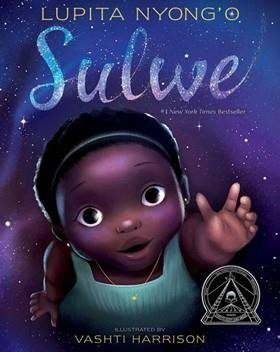 LUPITA NYONG'O
Sulwe
#1 New York Times Bestseller
ILLUSTRATED BY
VASHTI HARRISON